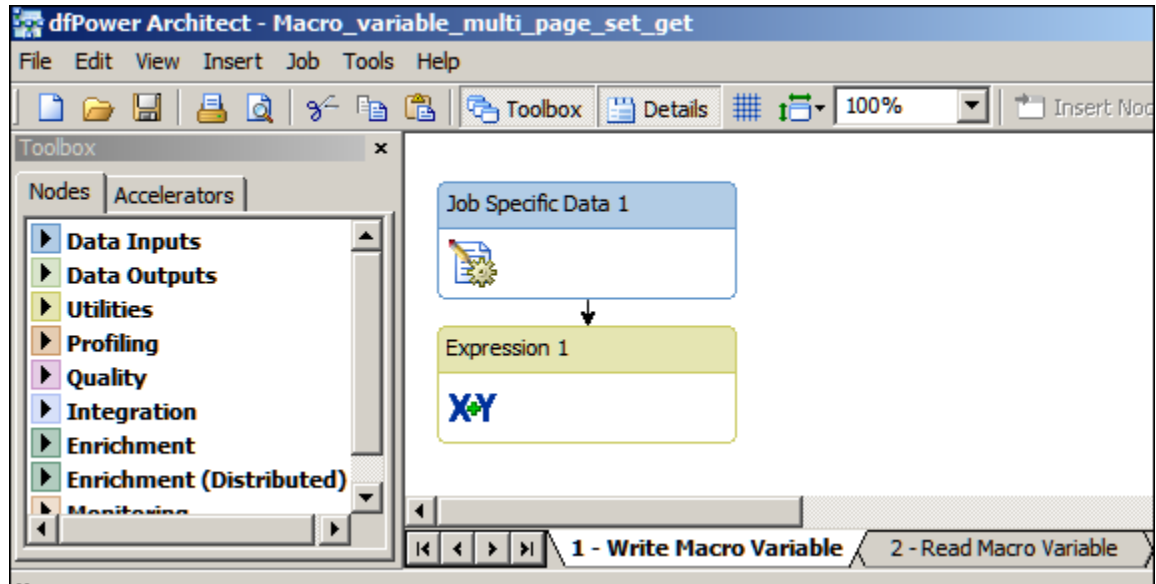 dfPower Architect - Macro_variable_multi_page_set_get
File Edit View Insert Job Tools Help
Toolbox Details 100% Insert Nod
Toolbox
Nodes Accelerators
Data Inputs
Data Outputs
Utilities
Profiling
Quality
Integration
Enrichment
Enrichment (Distributed)
Monitoring
Job Specific Data 1
Expression 1
X+Y
1 - Write Macro Variable 2 - Read Macro Variable